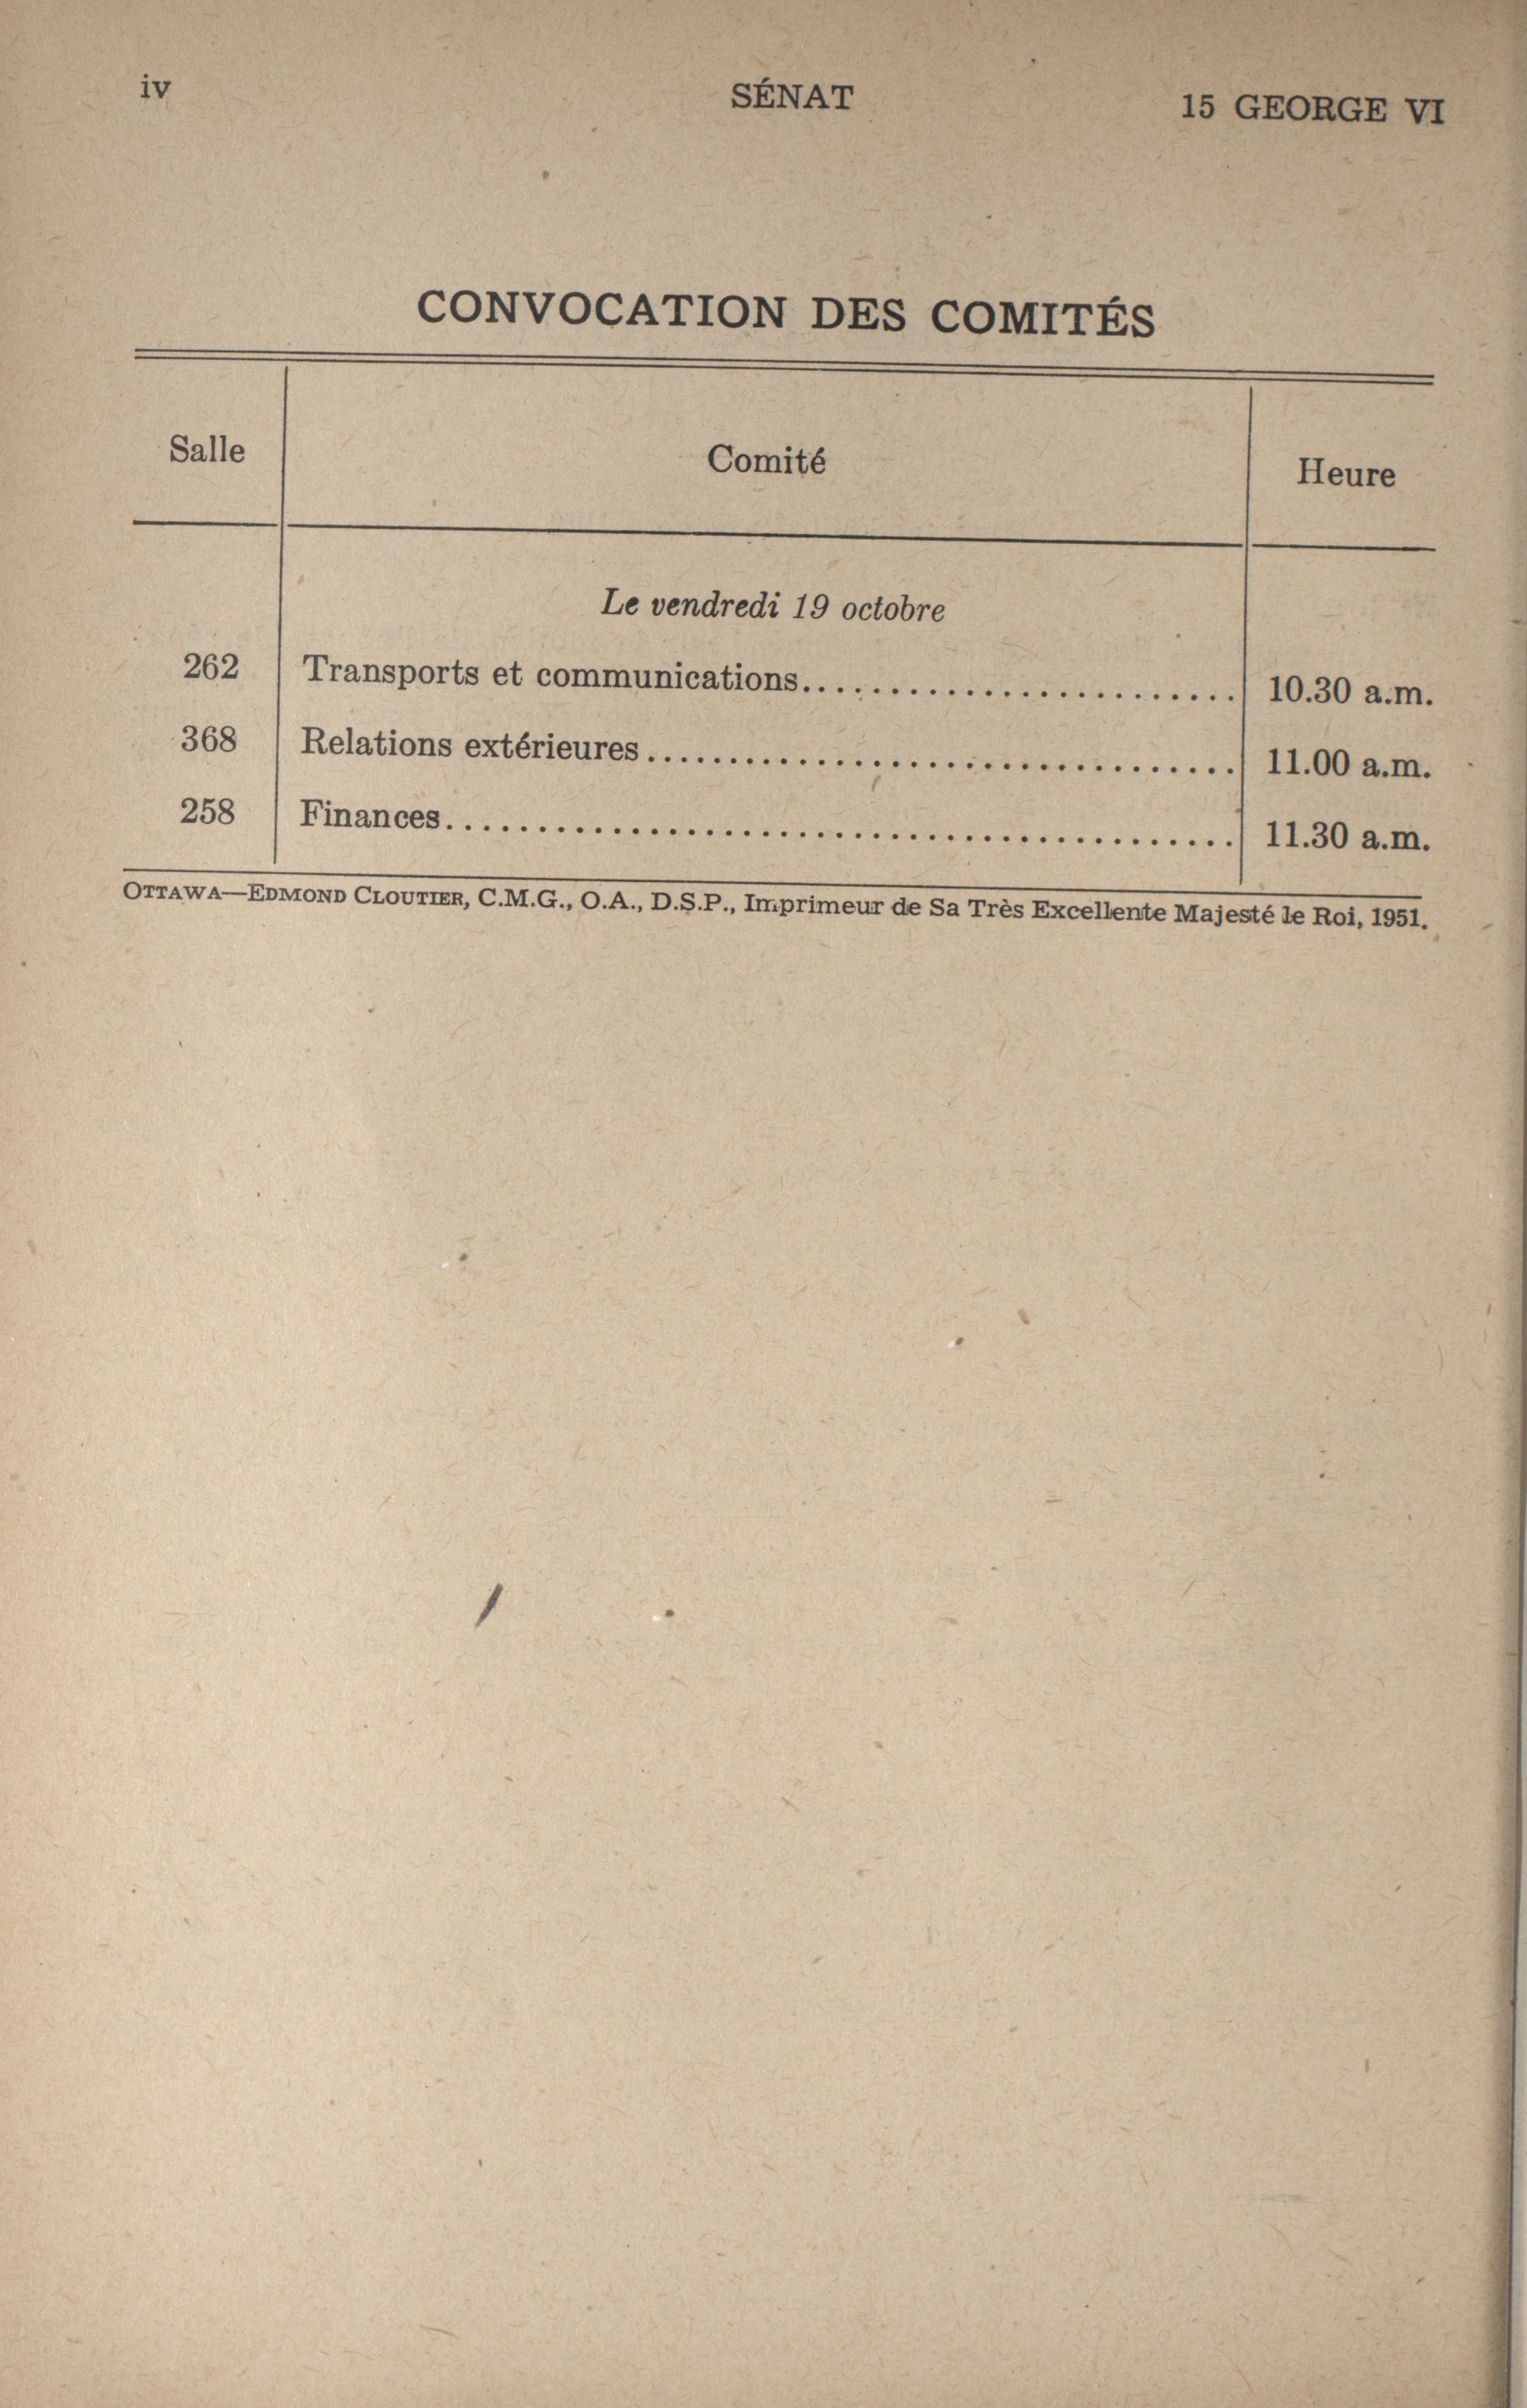 iv SÉNAT 15 GEORGE VI
CONVOCATION DES COMITÉS
Salle Comité Heure
Le vendredi 19 octobre
262 Transports et communications........................ 10.30 a.m.
368 Relations extérieures................................ 11.00 a.m.
258 Finances........................................... 11.30 a.m.
OTTAWA—EDMOND CLOUTIER, C.M.G., O.A., D.S.P., Imprimeur de Sa Très Excellente Majesté le Roi, 1951.